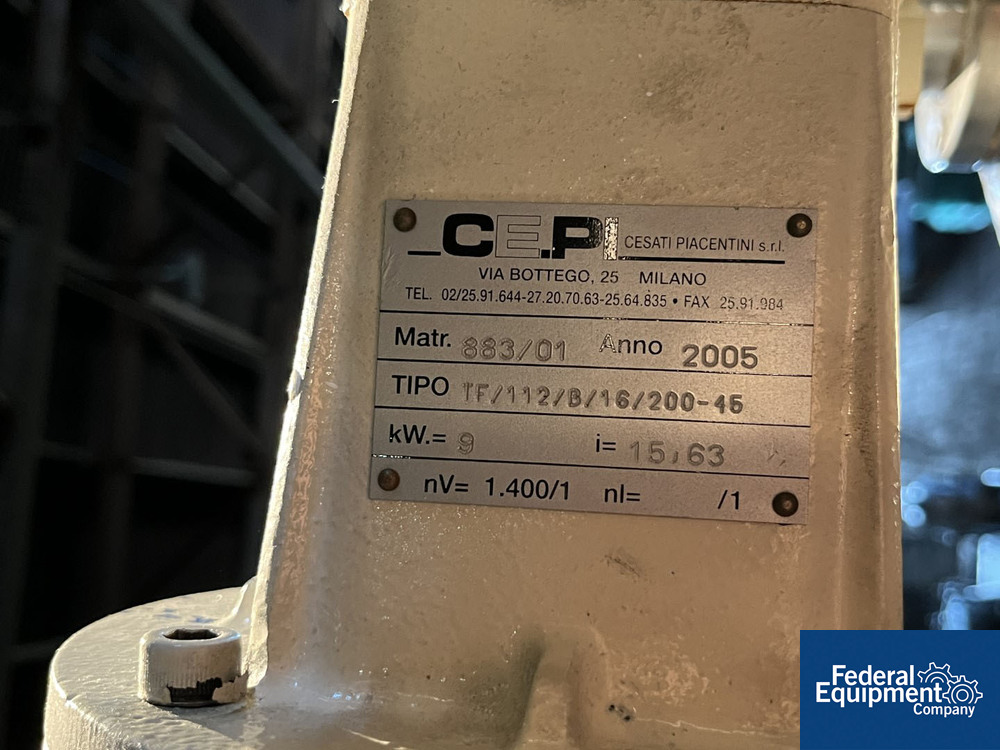 CE.PI CESATI PIACENTINI s.r.l.
VIA BOTTEGO, 25 MILANO
TEL. 02/25.91.644-27.20.70.63-25.64.835 • FAX 25.91.984
Matr. 883/01 Anno 2005
TIPO TF/112/B/16/200-45
kW.= 9 i= 15,63
nV= 1.400/1 nl= /1
Federal
Equipment
Company